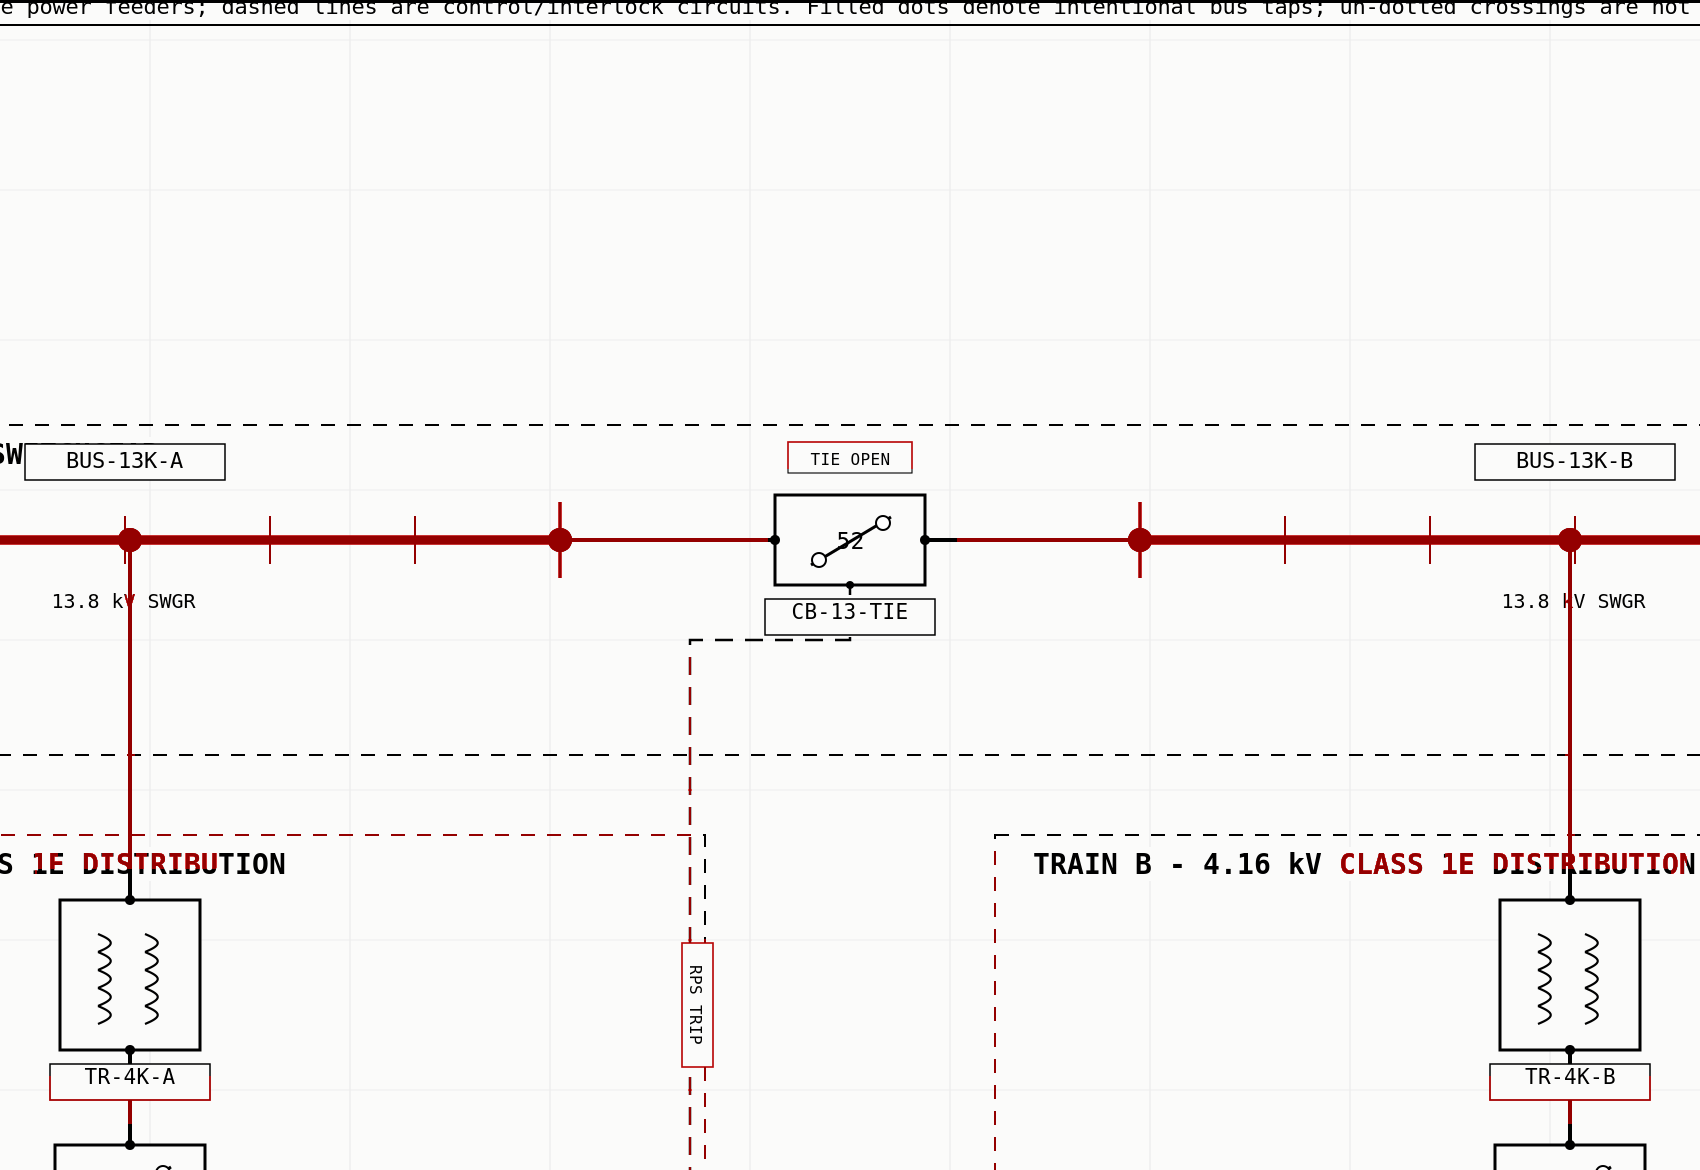 e power feeders; dashed lines are control/interlock circuits. Filled dots denote intentional bus taps; un-dotted crossings are not
SW
BUS-13K-A
TIE OPEN
BUS-13K-B
52
13.8 kV SWGR
CB-13-TIE
13.8 kV SWGR
S 1E DISTRIBUTION
TRAIN B - 4.16 kV CLASS 1E DISTRIBUTION
RPS TRIP
TR-4K-A
TR-4K-B